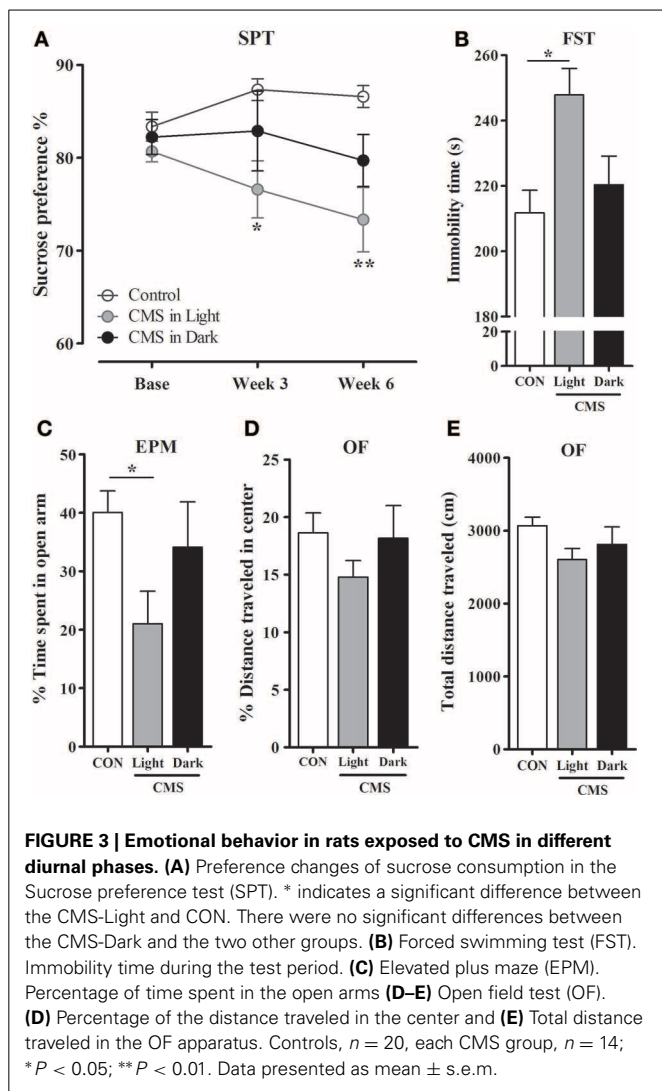 A
SPT
Sucrose preference %
90
80
70
60
*
**
Control
CMS in Light
CMS in Dark
Base Week 3 Week 6
B
FST
Immobility time (s)
260
240
220
200
180
20
0
*
CON Light Dark
CMS
C
EPM
% Time spent in open arm
50
40
30
20
10
0
*
CON Light Dark
CMS
D
OF
% Distance traveled in center
25
20
15
10
5
0
CON Light Dark
CMS
E
OF
Total distance traveled (cm)
4000
3000
2000
1000
0
CON Light Dark
CMS
FIGURE 3 | Emotional behavior in rats exposed to CMS in different
diurnal phases. (A) Preference changes of sucrose consumption in the
Sucrose preference test (SPT). * indicates a significant difference between
the CMS-Light and CON. There were no significant differences between
the CMS-Dark and the two other groups. (B) Forced swimming test (FST).
Immobility time during the test period. (C) Elevated plus maze (EPM).
Percentage of time spent in the open arms (D–E) Open field test (OF).
(D) Percentage of the distance traveled in the center and (E) Total distance
traveled in the OF apparatus. Controls, n = 20, each CMS group, n = 14;
*P < 0.05; **P < 0.01. Data presented as mean ± s.e.m.